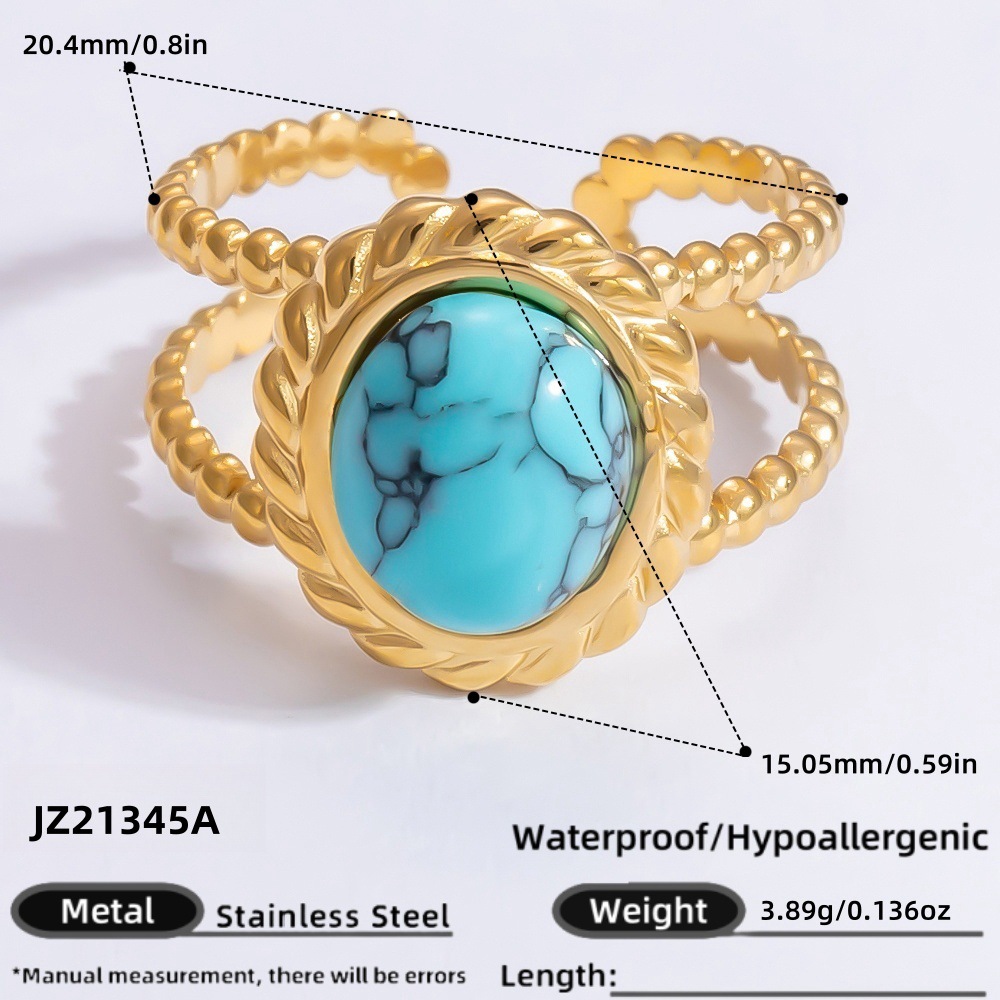 20.4mm/0.8in
15.05mm/0.59in
JZ21345A
Waterproof/Hypoallergenic
Metal Stainless Steel
Weight 3.89g/0.136oz
*Manual measurement, there will be errors
Length: